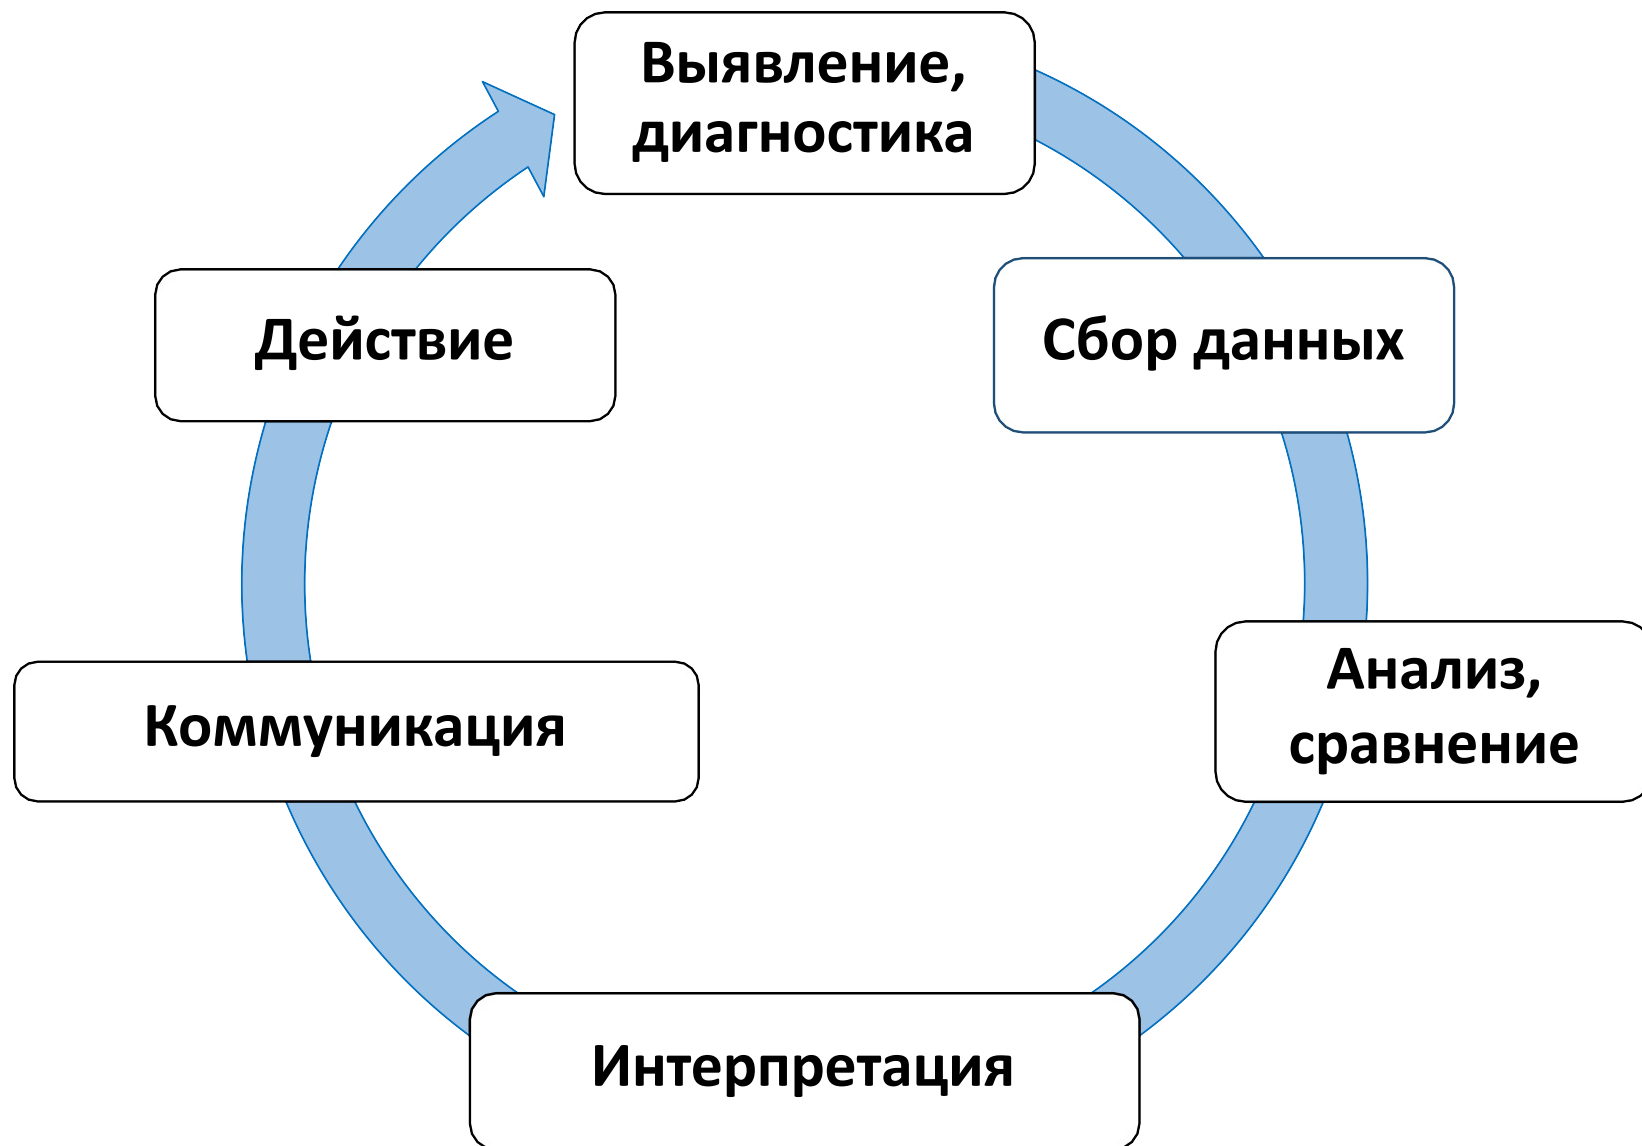 Выявление,
диагностика
Сбор данных
Анализ,
сравнение
Интерпретация
Коммуникация
Действие